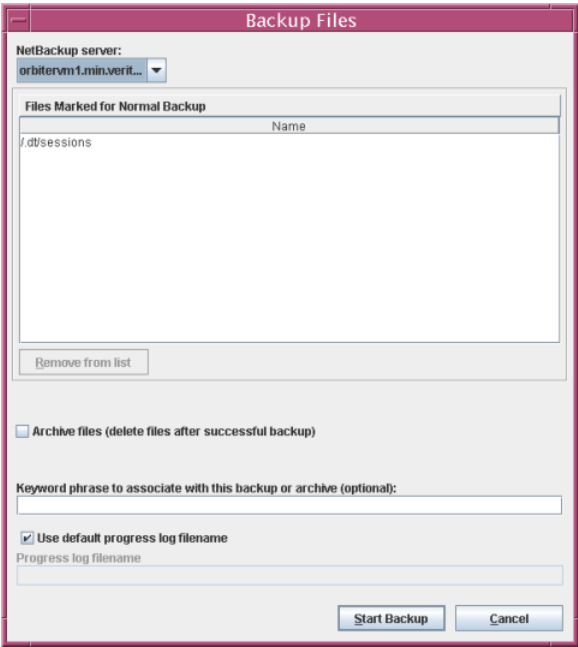 Backup Files
NetBackup server:
orbitervm1.min.verit...
Files Marked for Normal Backup
Name
/.dt/sessions
Remove from list
Archive files (delete files after successful backup)
Keyword phrase to associate with this backup or archive (optional):
Use default progress log filename
Progress log filename
Start Backup Cancel